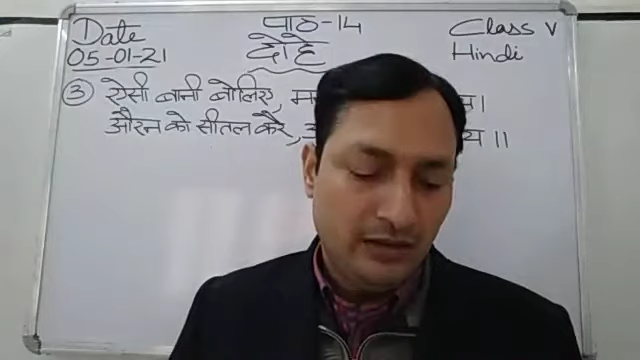 Date
05-01-21
पाठ-14
दोहे
Class V
Hindi
③ ऐसी बानी बोलिए,
औरन को सीतल करै, ॥